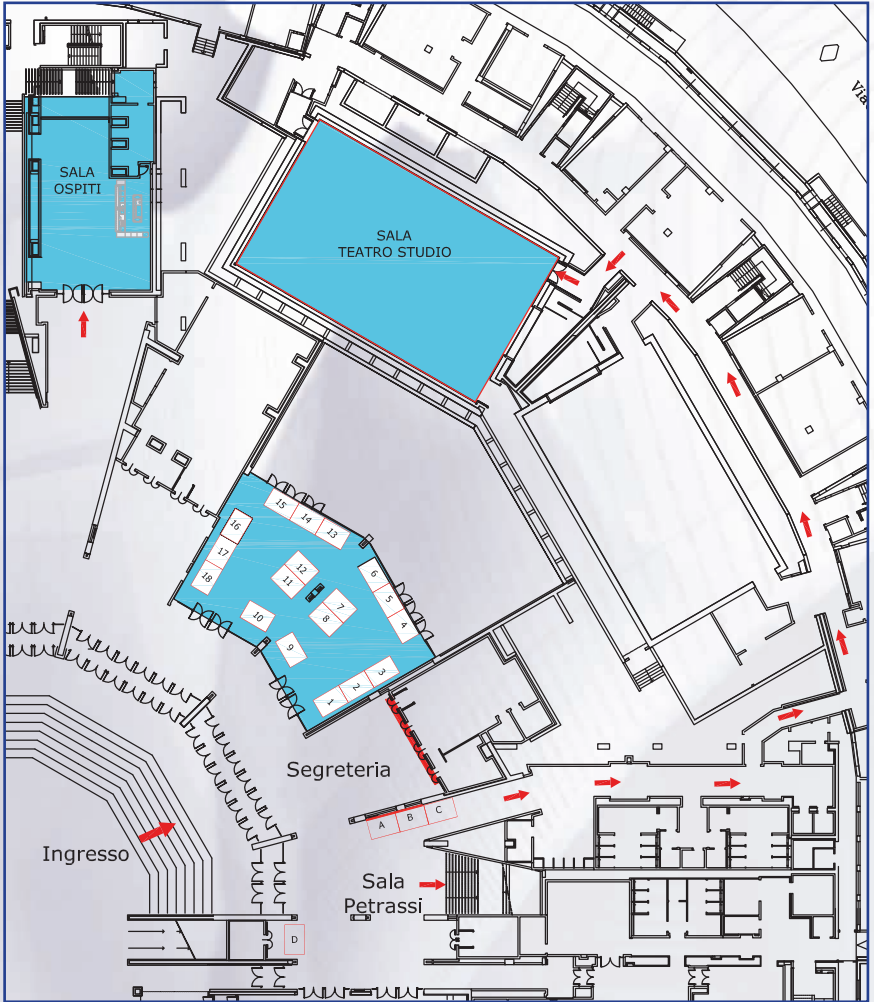 Via
SALA
OSPITI
SALA
TEATRO STUDIO
15
14
13
16
17
18
12
11
6
5
4
7
8
10
9
3
2
1
Segreteria
A
B
C
Ingresso
Sala
Petrassi
D